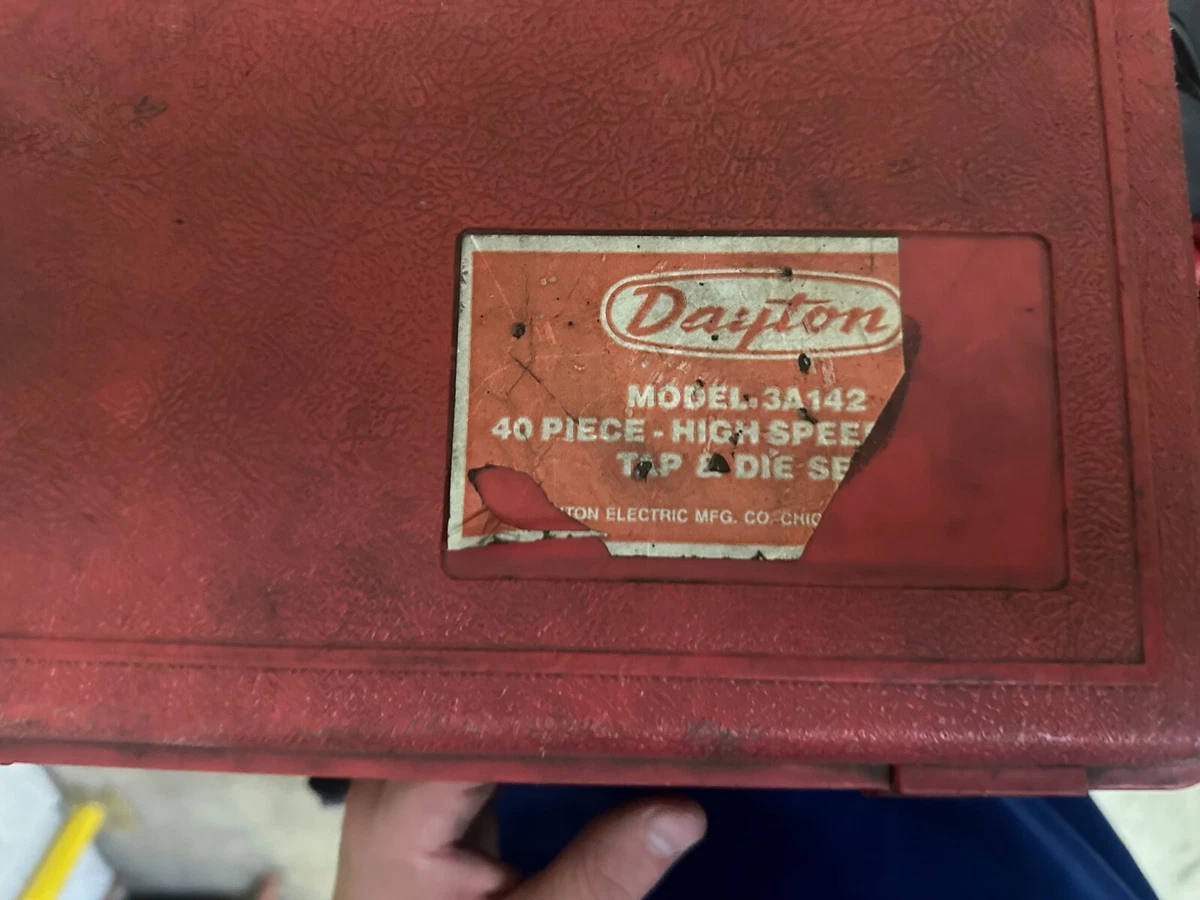 Dayton
MODEL 3A142
40 PIECE - HIGH SPEE
TAP & DIE SE
TON ELECTRIC MFG. CO. CHIC